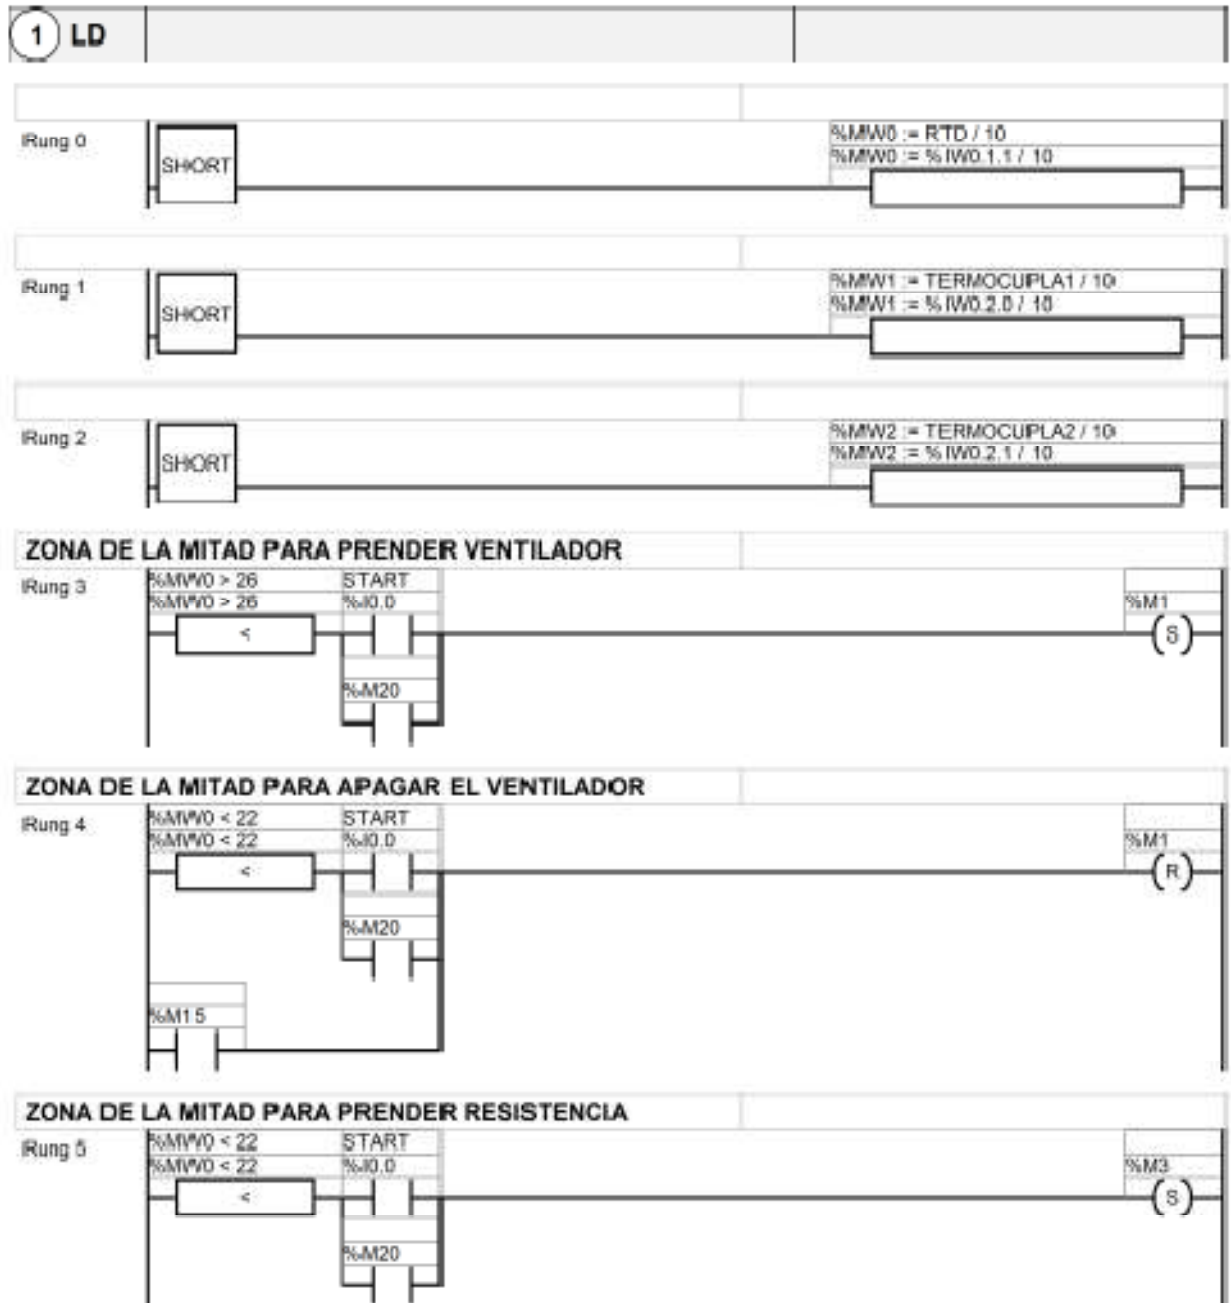 1 LD
Rung 0
SHORT
%MW0 := RTD / 10
%MW0 := %IW0.1.1 / 10
Rung 1
SHORT
%MW1 := TERMOCUPLA1 / 10
%MW1 := %IW0.2.0 / 10
Rung 2
SHORT
%MW2 := TERMOCUPLA2 / 10
%MW2 := %IW0.2.1 / 10
ZONA DE LA MITAD PARA PRENDER VENTILADOR
Rung 3
%MW0 > 26 START
%MW0 > 26 %I0.0 %M1
< S
%M20
ZONA DE LA MITAD PARA APAGAR EL VENTILADOR
Rung 4
%MW0 < 22 START
%MW0 < 22 %I0.0 %M1
< R
%M20
%M15
ZONA DE LA MITAD PARA PRENDER RESISTENCIA
Rung 5
%MW0 < 22 START
%MW0 < 22 %I0.0 %M3
< S
%M20